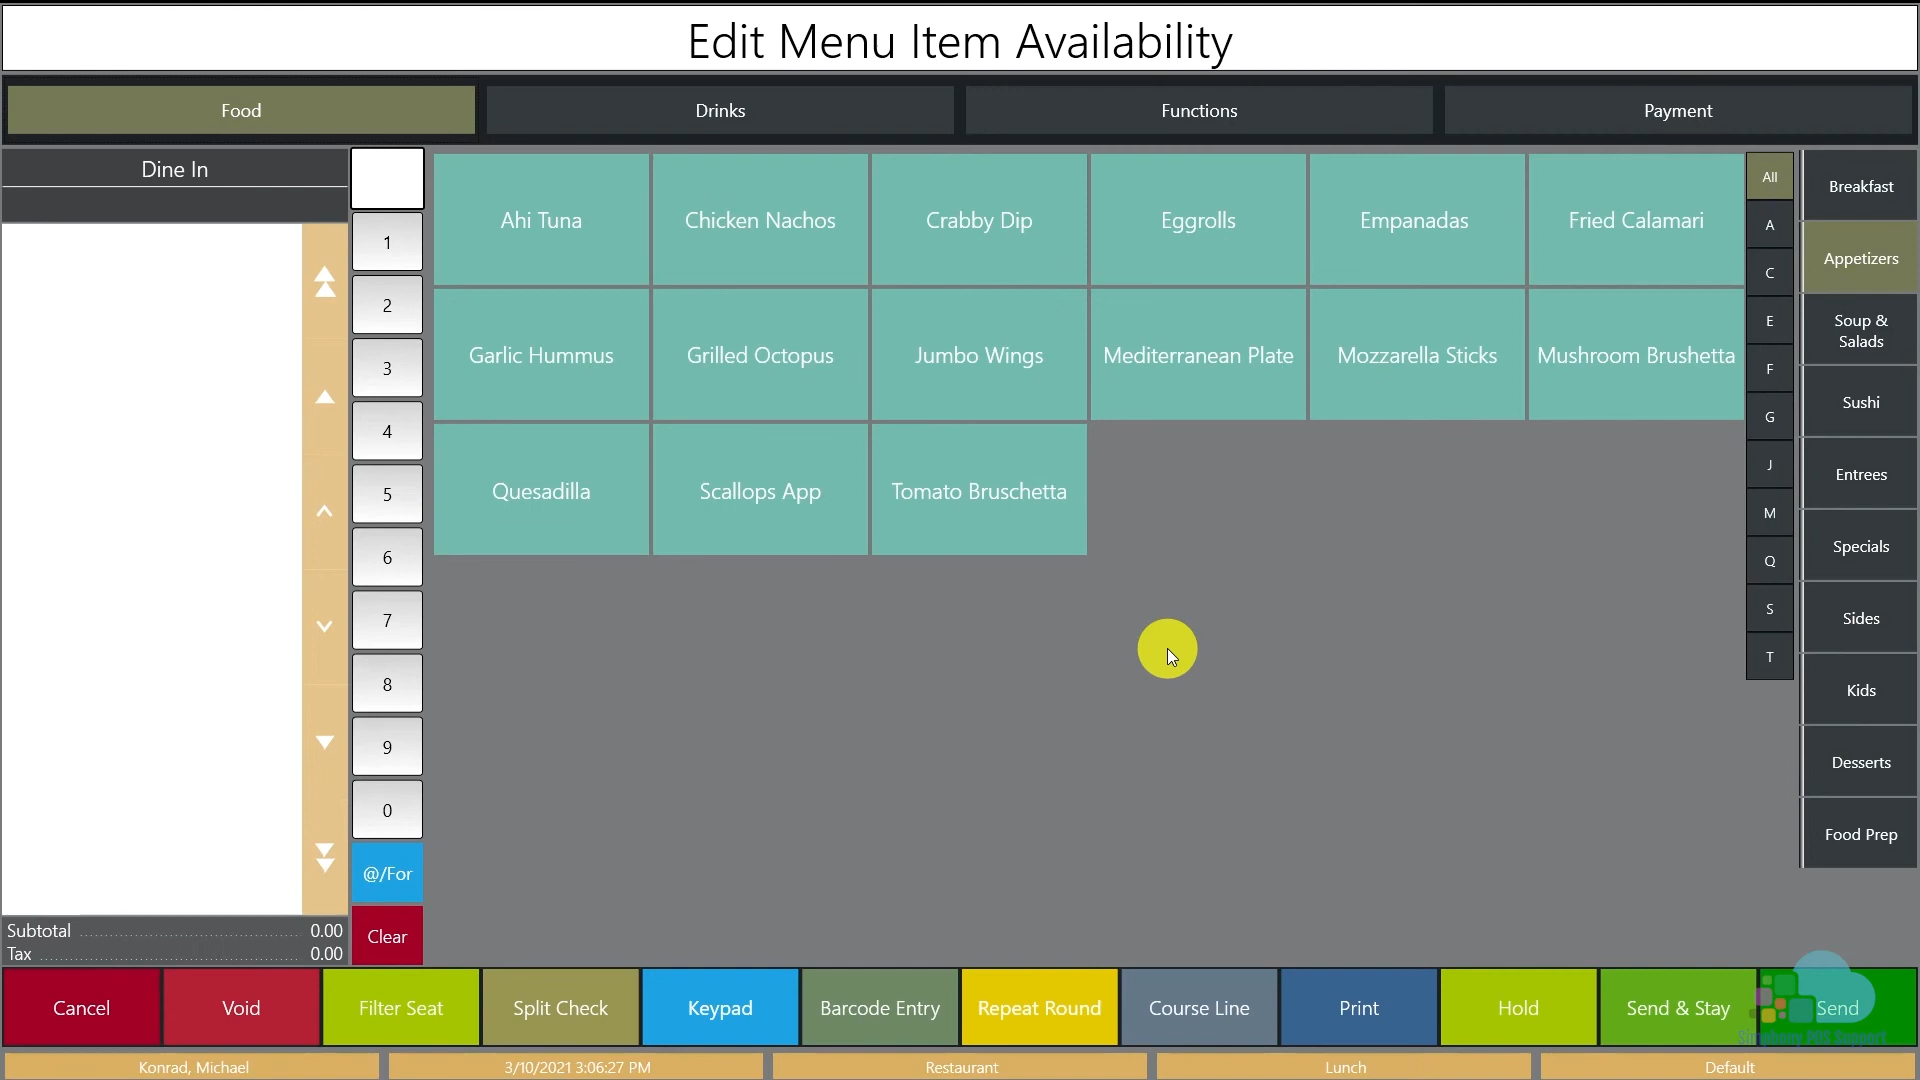 Edit Menu Item Availability
Food
Drinks
Functions
Payment
Dine In
1
2
3
4
5
6
7
8
9
0
@/For
Clear
Ahi Tuna
Chicken Nachos
Crabby Dip
Eggrolls
Empanadas
Fried Calamari
Garlic Hummus
Grilled Octopus
Jumbo Wings
Mediterranean Plate
Mozzarella Sticks
Mushroom Brushetta
Quesadilla
Scallops App
Tomato Bruschetta
All
A
C
E
F
G
J
M
Q
S
T
Breakfast
Appetizers
Soup &
Salads
Sushi
Entrees
Specials
Sides
Kids
Desserts
Food Prep
Subtotal 0.00
Tax 0.00
Cancel
Void
Filter Seat
Split Check
Keypad
Barcode Entry
Repeat Round
Course Line
Print
Hold
Send & Stay
Send
Simphony POS Support
Konrad, Michael
3/10/2021 3:06:27 PM
Restaurant
Lunch
Default